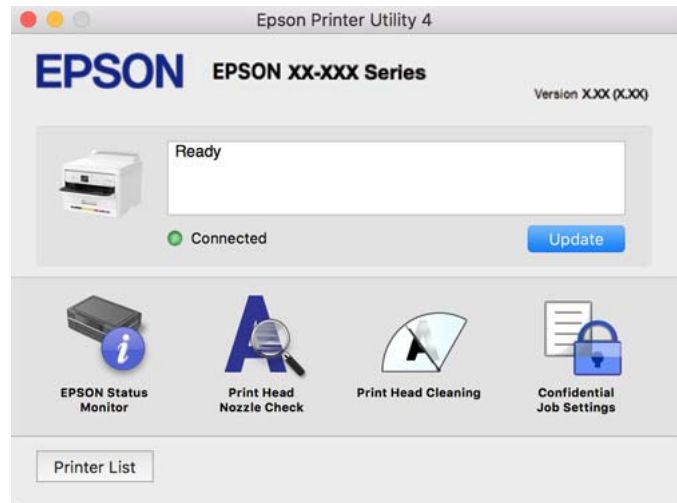 Epson Printer Utility 4
EPSON
EPSON XX-XXX Series
Version X.XX (X.XX)
Ready
Connected
Update
EPSON Status
Monitor
Print Head
Nozzle Check
Print Head Cleaning
Confidential
Job Settings
Printer List